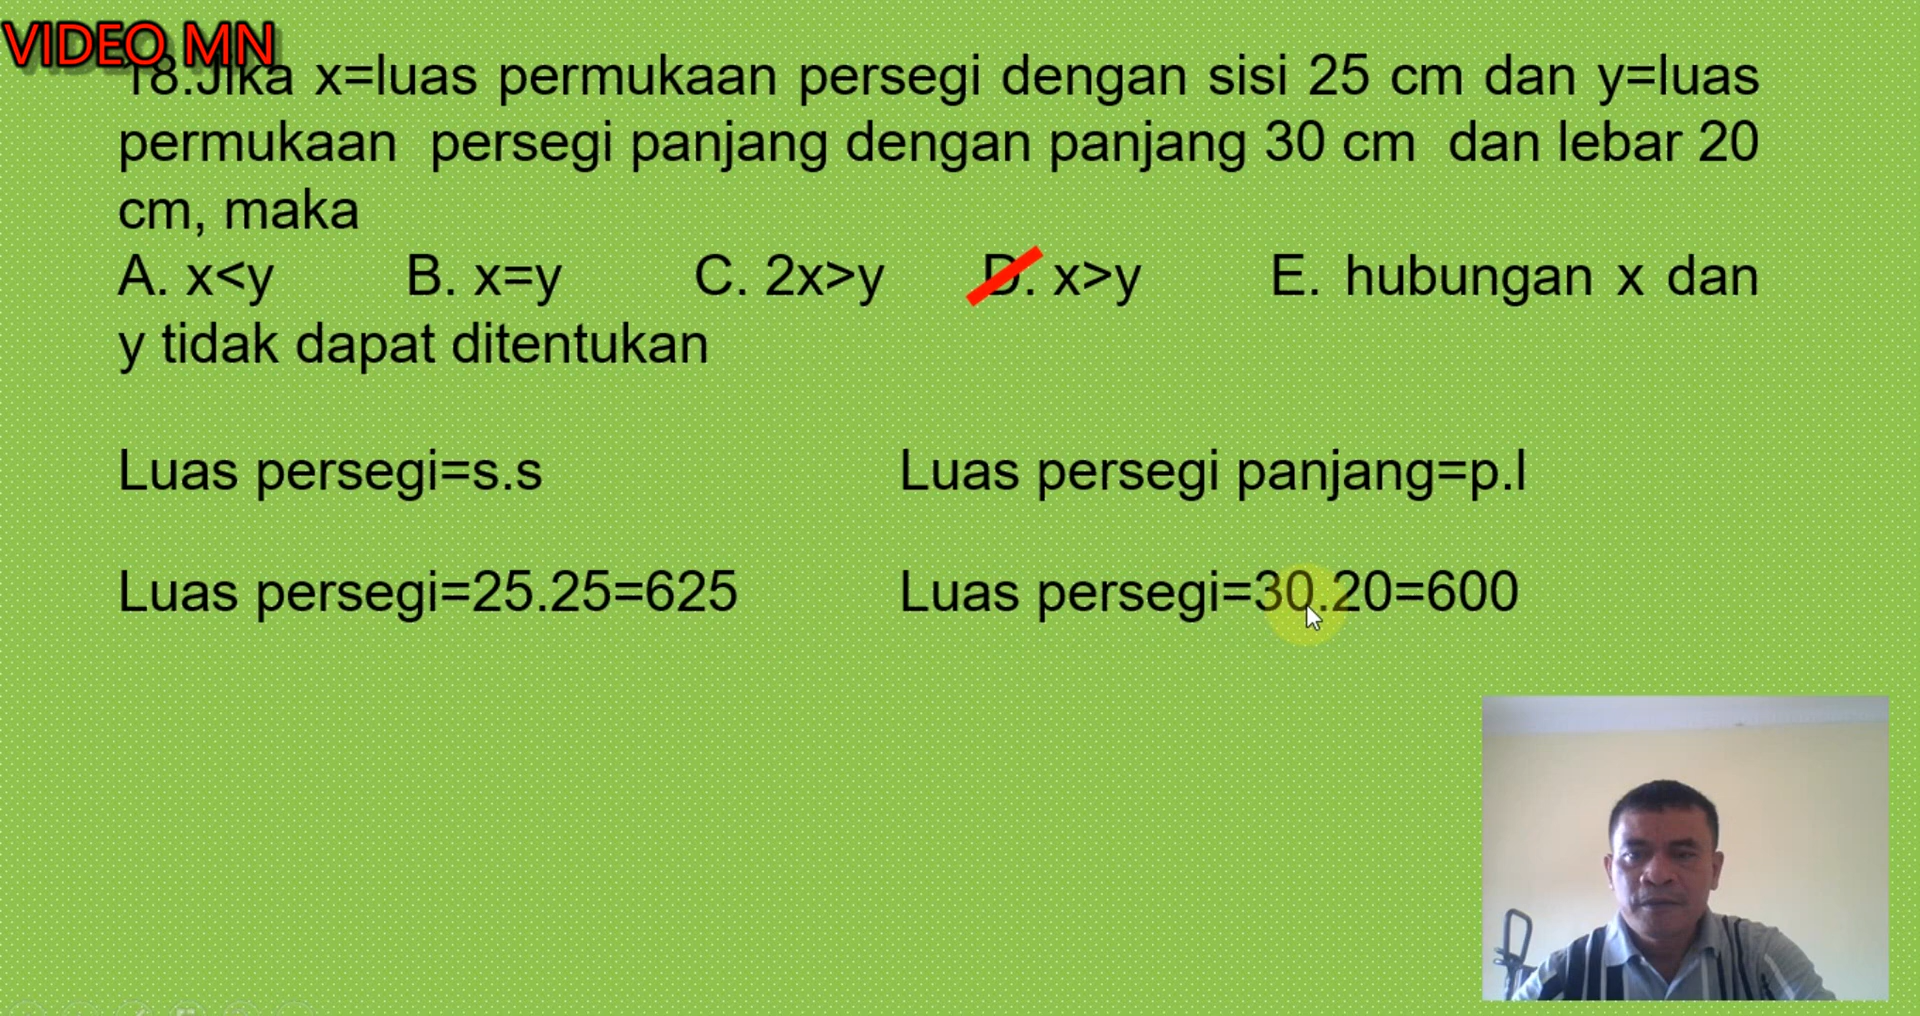 VIDEO MN
18.Jika x=luas permukaan persegi dengan sisi 25 cm dan y=luas
permukaan persegi panjang dengan panjang 30 cm dan lebar 20
cm, maka
A. x<y B. x=y C. 2x>y D. x>y E. hubungan x dan
y tidak dapat ditentukan
Luas persegi=s.s Luas persegi panjang=p.l
Luas persegi=25.25=625 Luas persegi=30.20=600